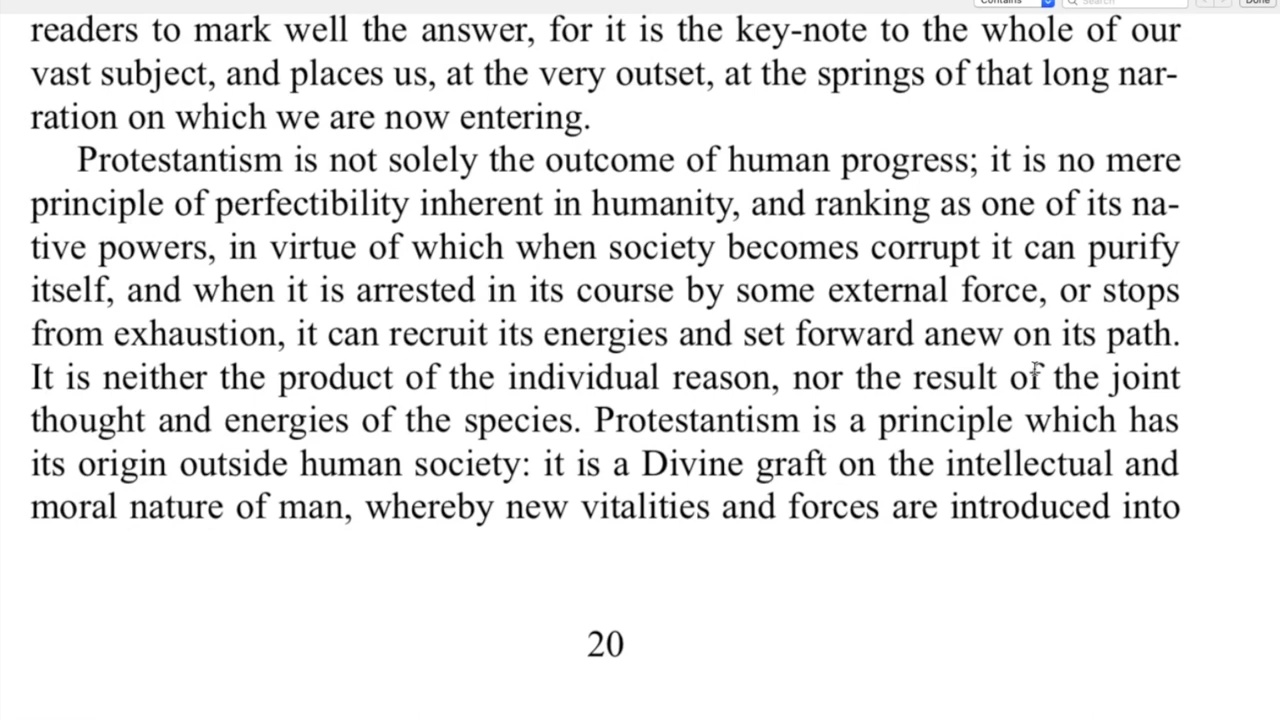 Contains
Search
Done
readers to mark well the answer, for it is the key-note to the whole of our
vast subject, and places us, at the very outset, at the springs of that long nar-
ration on which we are now entering.
Protestantism is not solely the outcome of human progress; it is no mere
principle of perfectibility inherent in humanity, and ranking as one of its na-
tive powers, in virtue of which when society becomes corrupt it can purify
itself, and when it is arrested in its course by some external force, or stops
from exhaustion, it can recruit its energies and set forward anew on its path.
It is neither the product of the individual reason, nor the result of the joint
thought and energies of the species. Protestantism is a principle which has
its origin outside human society: it is a Divine graft on the intellectual and
moral nature of man, whereby new vitalities and forces are introduced into
20